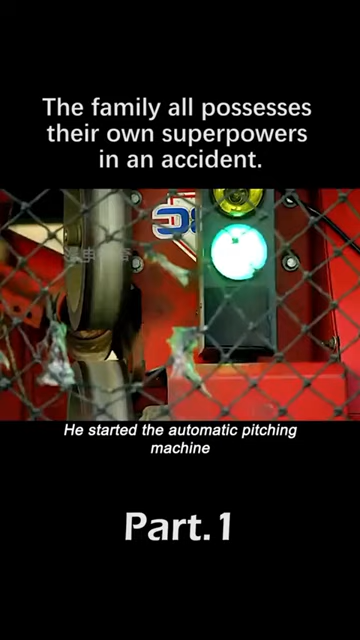 The family all possesses
their own superpowers
in an accident.
He started the automatic pitching
machine
Part.1